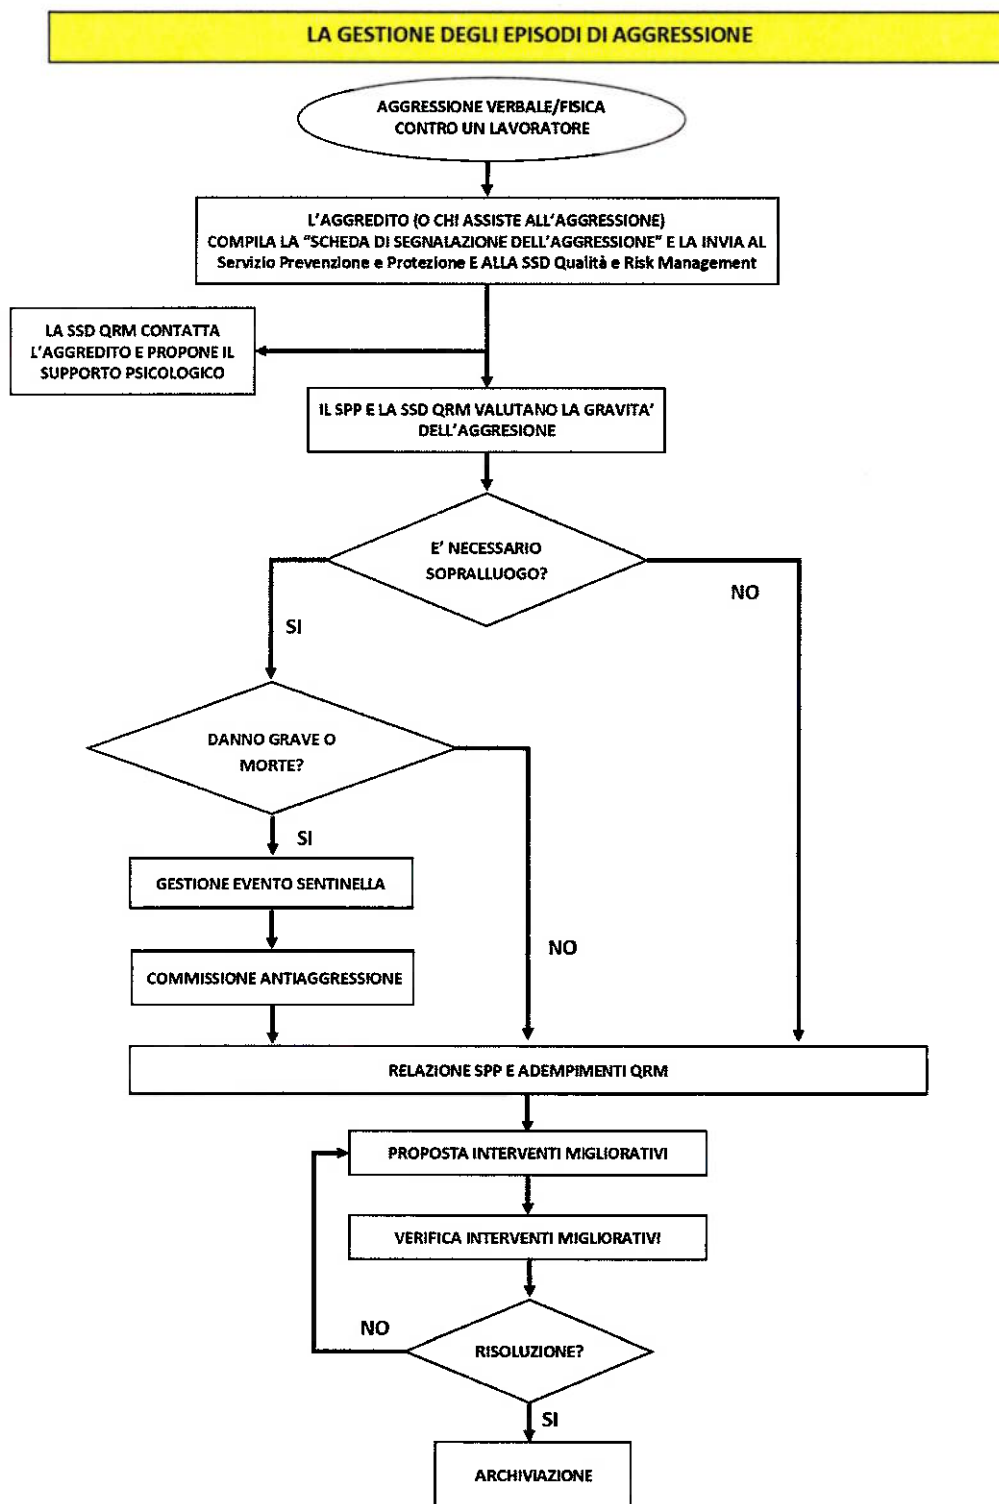 LA GESTIONE DEGLI EPISODI DI AGGRESSIONE
AGGRESSIONE VERBALE/FISICA
CONTRO UN LAVORATORE
L'AGGREDITO (O CHI ASSISTE ALL'AGGRESSIONE)
COMPILA LA "SCHEDA DI SEGNALAZIONE DELL'AGGRESSIONE" E LA INVIA AL
Servizio Prevenzione e Protezione E ALLA SSD Qualità e Risk Management
LA SSD QRM CONTATTA
L'AGGREDITO E PROPONE IL
SUPPORTO PSICOLOGICO
IL SPP E LA SSD QRM VALUTANO LA GRAVITA'
DELL'AGGRESIONE
E' NECESSARIO
SOPRALLUOGO?
NO
SI
DANNO GRAVE O
MORTE?
SI
GESTIONE EVENTO SENTINELLA
NO
COMMISSIONE ANTIAGGRESSIONE
RELAZIONE SPP E ADEMPIMENTI QRM
PROPOSTA INTERVENTI MIGLIORATIVI
VERIFICA INTERVENTI MIGLIORATIVI
NO
RISOLUZIONE?
SI
ARCHIVIAZIONE